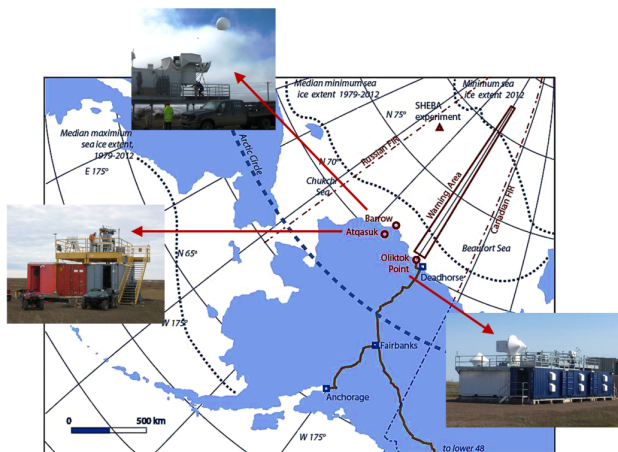 Median minimum sea
ice extent 1979-2012
Minimum sea
ice extent 2012
SHEBA
experiment
N 75°
Median maximium
sea ice extent,
1979-2012
E 175°
Arctic Circle
Russian FIR
N 70°
Chukchi
Sea
Warning Area
Canadian FIR
Barrow
Atqasuk
Beaufort Sea
N 65°
Oliktok
Point
Deadhorse
W 175°
Fairbanks
Anchorage
0 500 km
W 175°
to lower 48